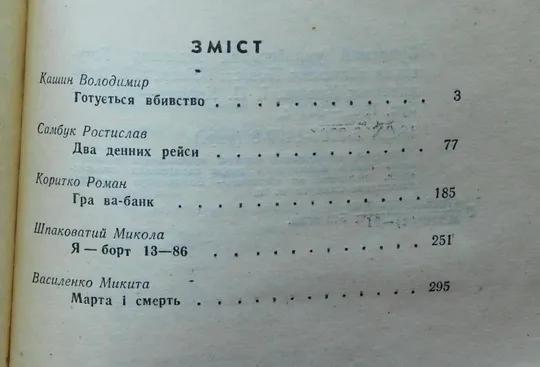 ЗМІСТ
Кашин Володимир
Готується вбивство . . . . . . . . . . . . . 3
Самбук Ростислав
Два денних рейси . . . . . . . . . . . . . 77
Коритко Роман
Гра ва-банк . . . . . . . . . . . . . . 185
Шпаковатий Микола
Я — борт 13—86 . . . . . . . . . . . . . 251
Василенко Микита
Марта і смерть . . . . . . . . . . . . . 295